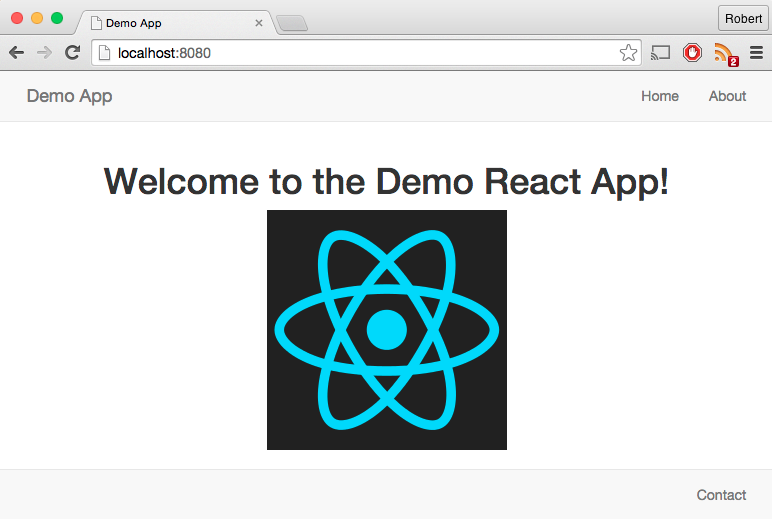 Demo App
Robert
localhost:8080
2
Demo App
Home
About
Welcome to the Demo React App!
Contact